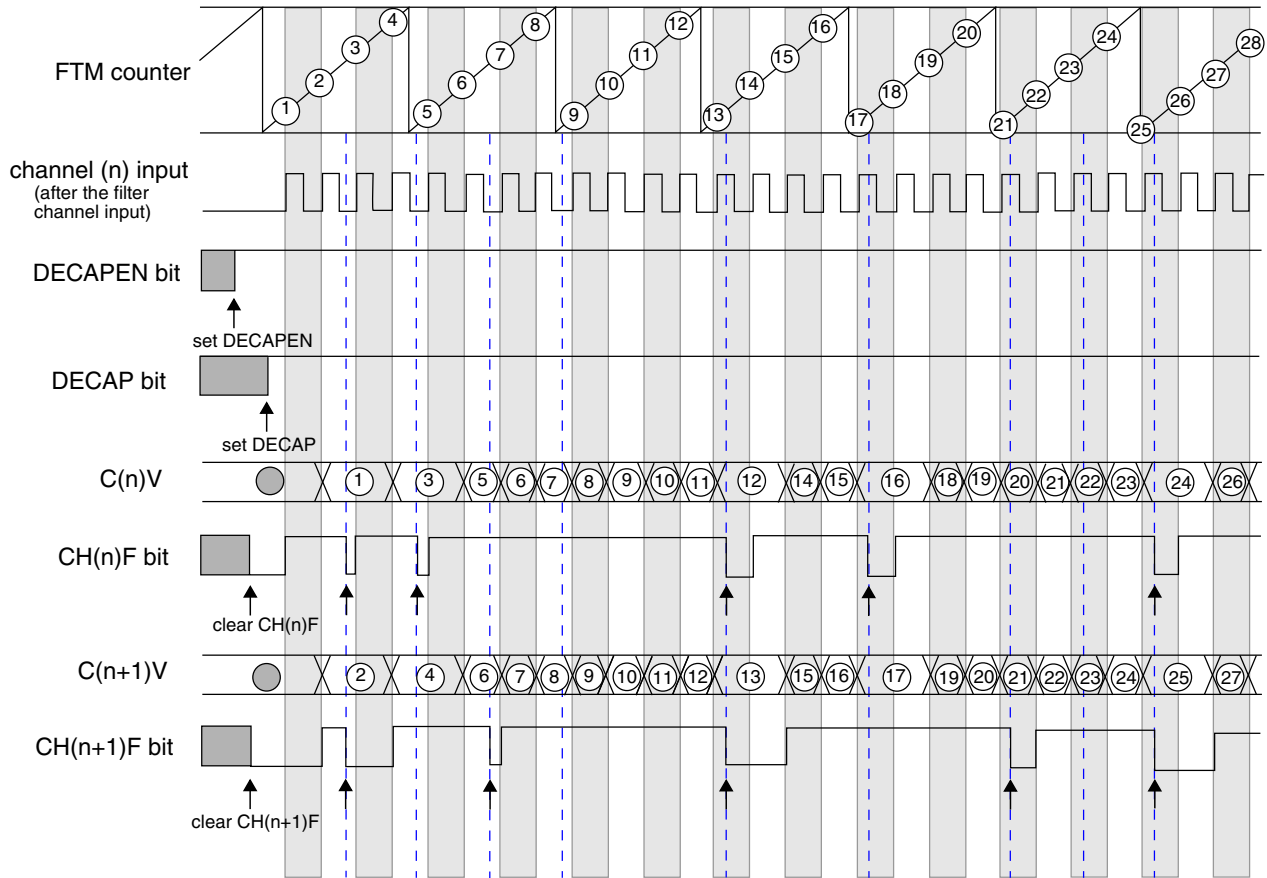 4 8 12 16 20 24 28
3 7 11 15 19 23 27
FTM counter 2 6 10 14 18 22 26
1 5 9 13 17 21 25
channel (n) input
(after the filter
channel input)
DECAPEN bit
set DECAPEN
DECAP bit
set DECAP
C(n)V 1 3 5 6 7 8 9 10 11 12 14 15 16 18 19 20 21 22 23 24 26
CH(n)F bit
clear CH(n)F
C(n+1)V 2 4 6 7 8 9 10 11 12 13 15 16 17 19 20 21 22 23 24 25 27
CH(n+1)F bit
clear CH(n+1)F